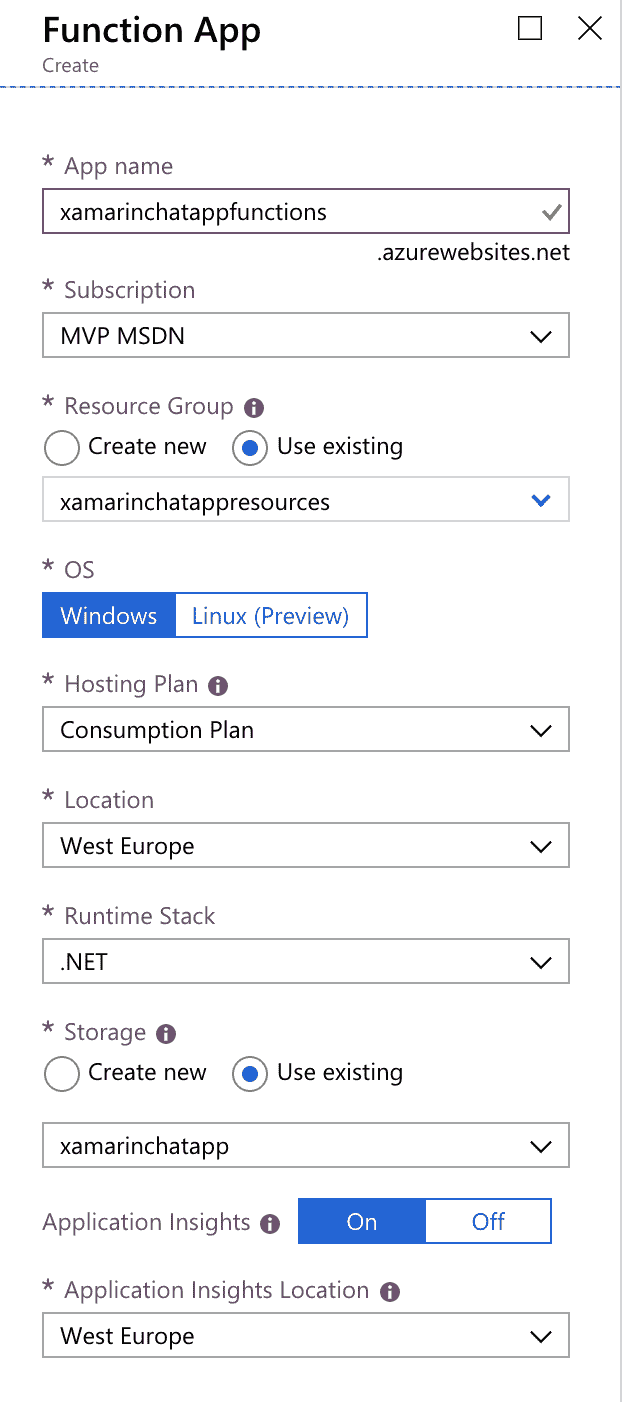 Function App
Create
* App name
xamarinchatappfunctions
.azurewebsites.net
* Subscription
MVP MSDN
* Resource Group
Create new Use existing
xamarinchatappresources
* OS
Windows Linux (Preview)
* Hosting Plan
Consumption Plan
* Location
West Europe
* Runtime Stack
.NET
* Storage
Create new Use existing
xamarinchatapp
Application Insights On Off
* Application Insights Location
West Europe